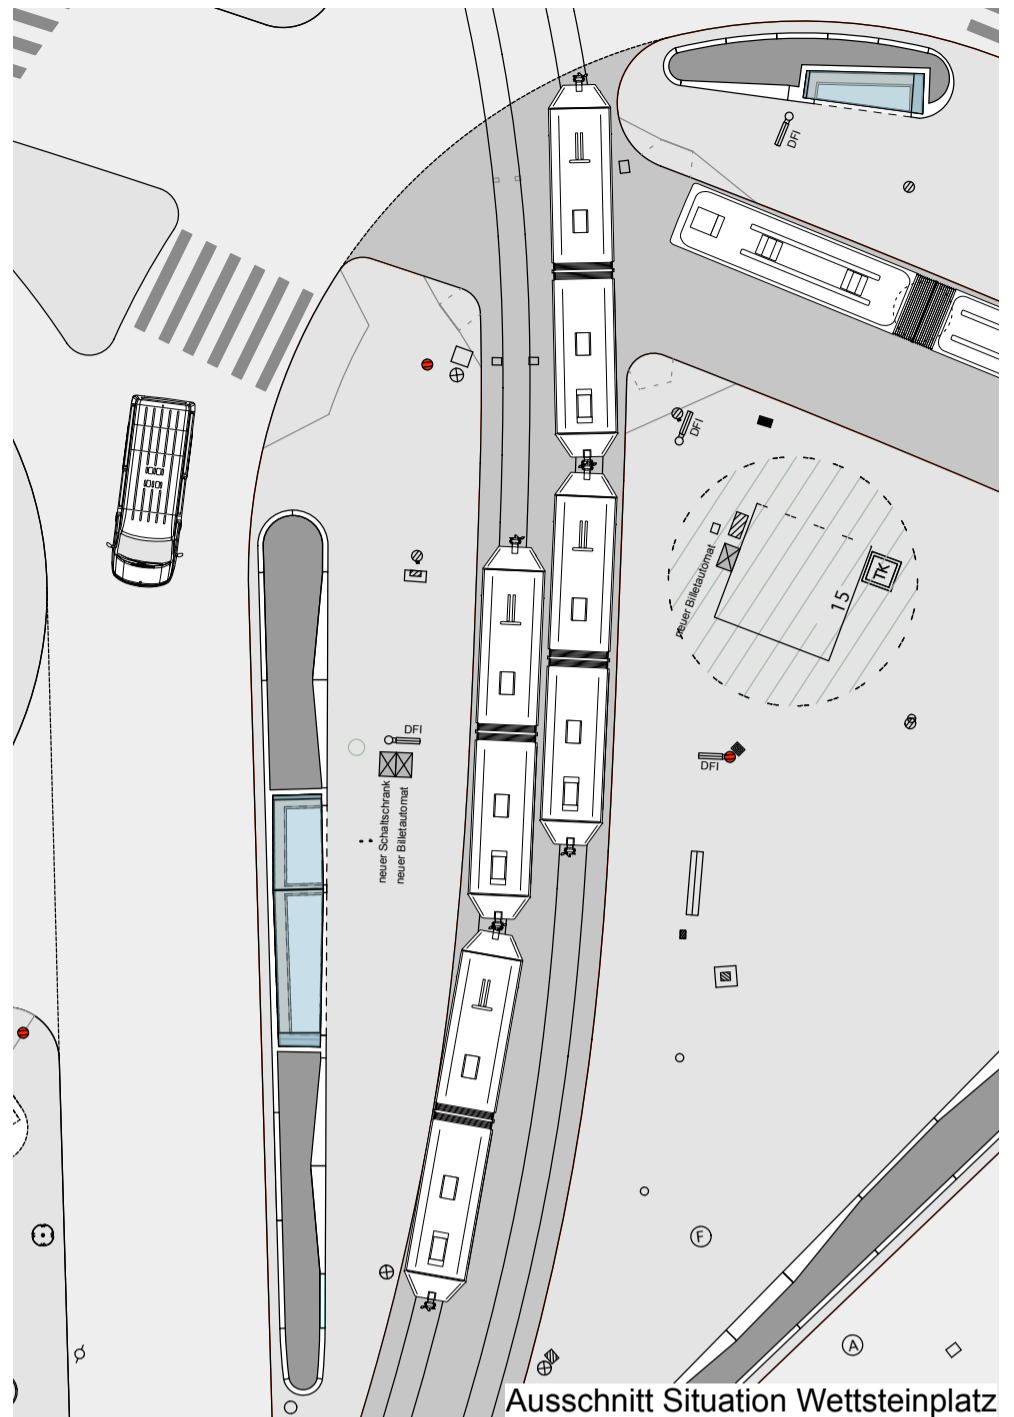 DFI
DFI
neuer Billetautomat
15
TK
DFI
neuer Schaltschrank
neuer Billetautomat
DFI
F
A
Ausschnitt Situation Wettsteinplatz